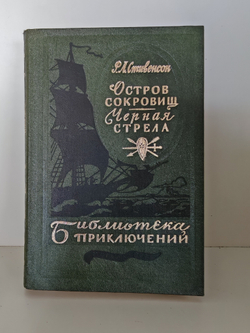 Р.Л.Стивенсон
Остров
сокровищ
Черная
стрела
Библиотека
приключений